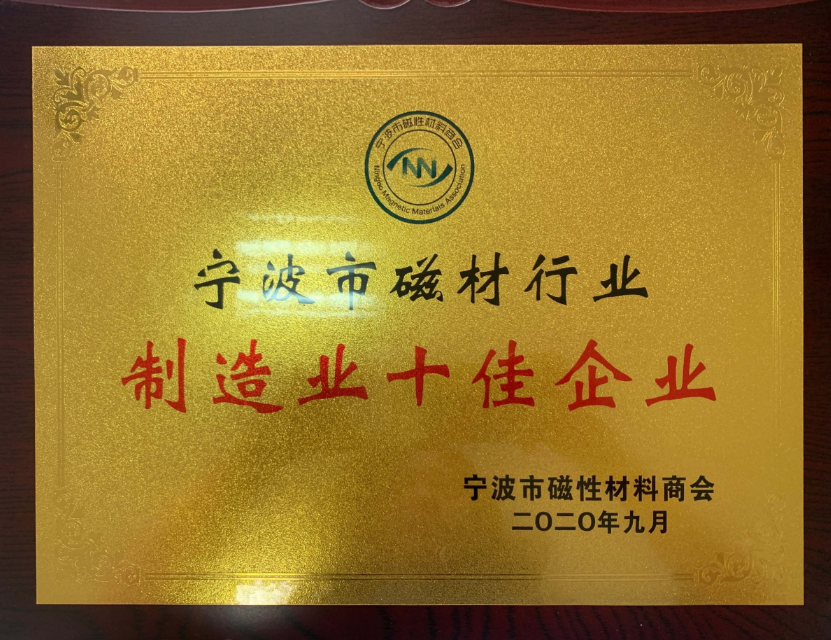 宁波市磁性材料商会
Ningbo Magnetic Materials Association
宁波市磁材行业
制造业十佳企业
宁波市磁性材料商会
二〇二〇年九月